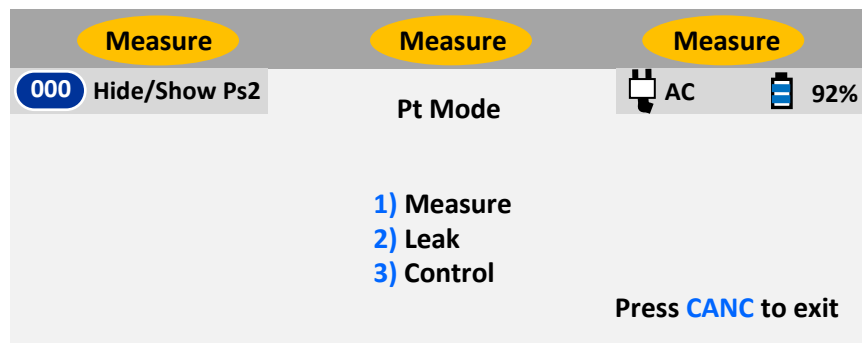 Measure Measure Measure
000 Hide/Show Ps2 Pt Mode AC 92%
1) Measure
2) Leak
3) Control
Press CANC to exit